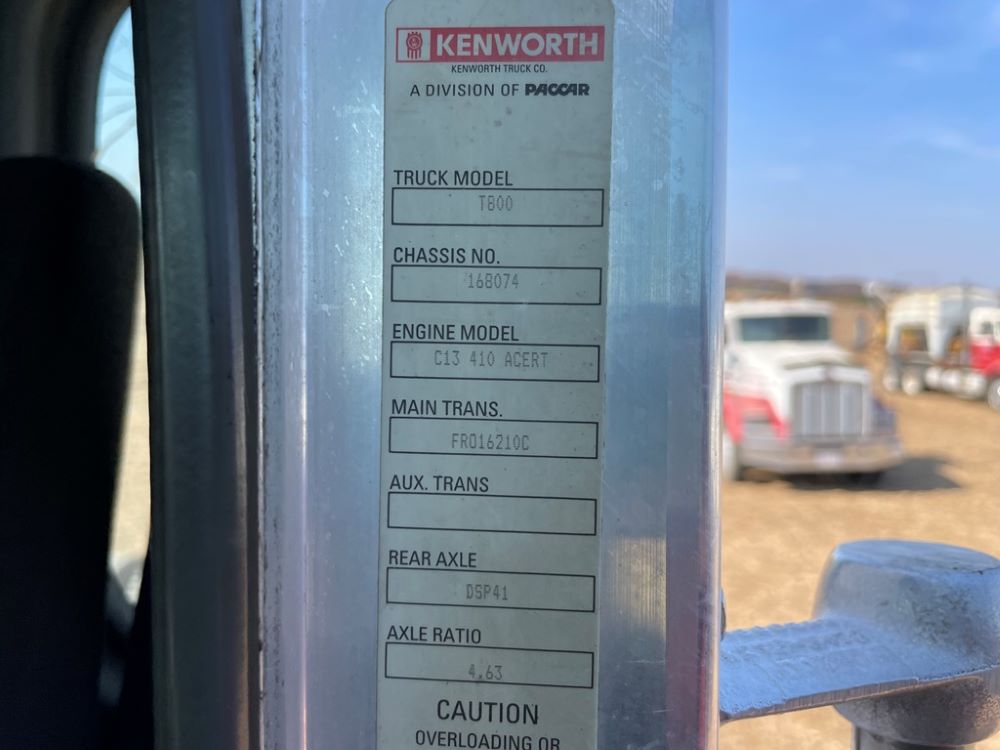 KENWORTH
KENWORTH TRUCK CO.
A DIVISION OF PACCAR
TRUCK MODEL
T800
CHASSIS NO.
168074
ENGINE MODEL
C13 410 ACERT
MAIN TRANS.
FRO16210C
AUX. TRANS
REAR AXLE
DSP41
AXLE RATIO
4.63
CAUTION
OVERLOADING OR